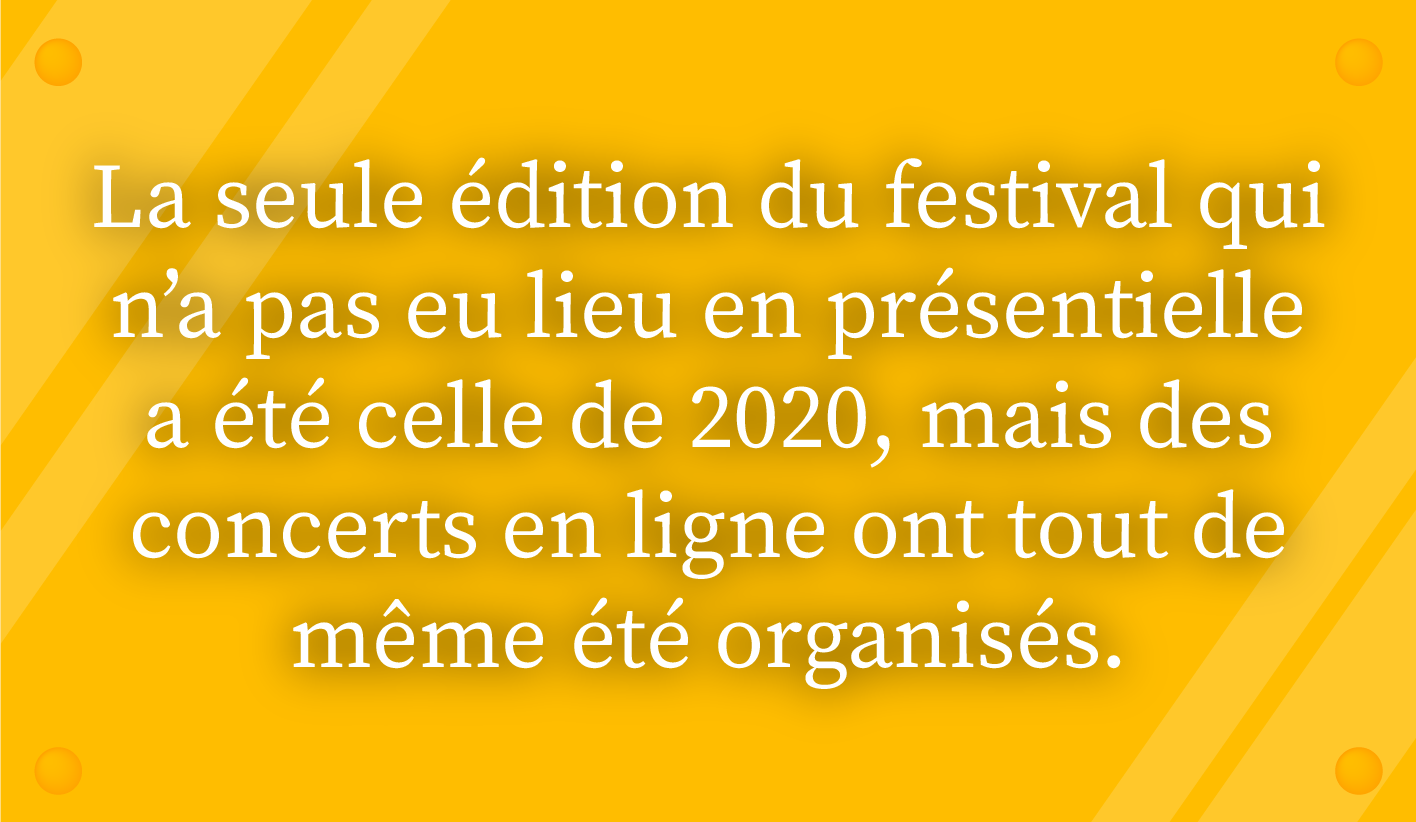 La seule édition du festival qui
n’a pas eu lieu en présentielle
a été celle de 2020, mais des
concerts en ligne ont tout de
même été organisés.